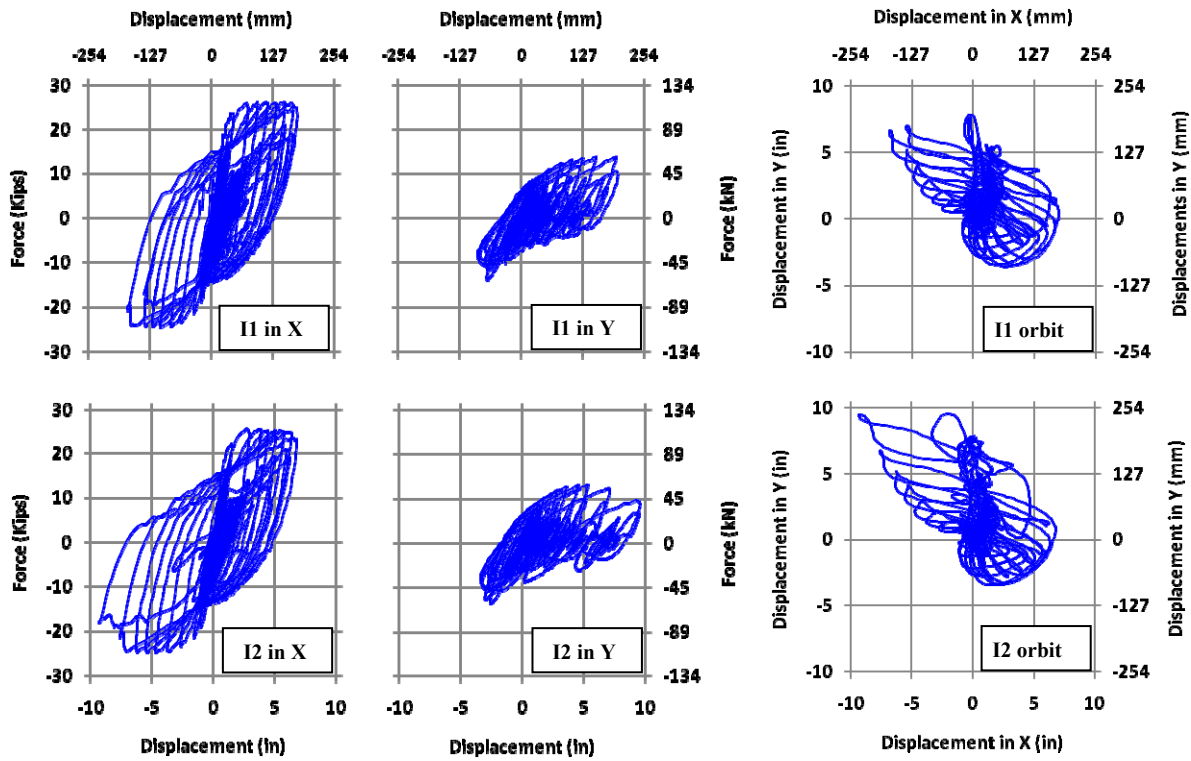 Displacement (mm)
-254 -127 0 127 254
Displacement (mm)
-254 -127 0 127 254
Displacement in X (mm)
-254 -127 0 127 254
Force (Kips)
30
20
10
0
-10
-20
-30
I1 in X
I1 in Y
134
89
45
0
-45
-89
-134
Force (kN)
Displacement in Y (in)
10
5
0
-5
-10
I1 orbit
254
127
0
-127
-254
Displacements in Y (mm)
Force (Kips)
30
20
10
0
-10
-20
-30
I2 in X
-10 -5 0 5 10
Displacement (in)
I2 in Y
-10 -5 0 5 10
Displacement (in)
134
89
45
0
-45
-89
-134
Force (kN)
Displacement in Y (in)
10
5
0
-5
-10
I2 orbit
-10 -5 0 5 10
Displacement in X (in)
254
127
0
-127
-254
Displacement in Y (mm)